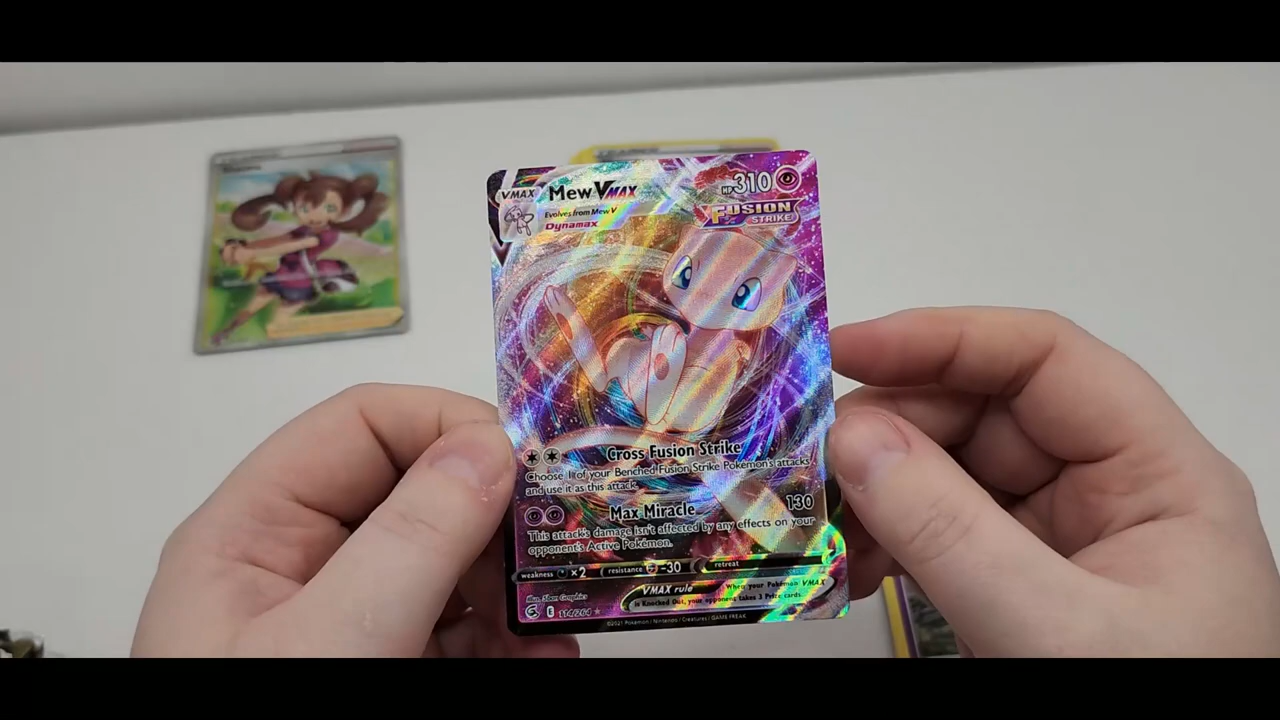 VMAX Mew VMAX HP 310
Evolves from Mew V
Dynamax
FUSION
STRIKE
Cross Fusion Strike
Choose 1 of your Benched Fusion Strike Pokémon's attacks
and use it as this attack.
Max Miracle 130
This attack's damage isn't affected by any effects on your
opponent's Active Pokémon.
weakness ×2 resistance -30 retreat
VMAX rule When your Pokémon VMAX
is Knocked Out, your opponent takes 3 Prize cards.
Illus. 5ban Graphics
E 114/264
©2021 Pokémon / Nintendo / Creatures / GAME FREAK